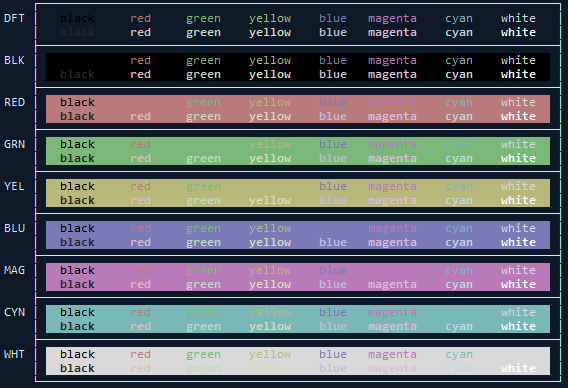 DFT black red green yellow blue magenta cyan white
black red green yellow blue magenta cyan white
BLK red green yellow blue magenta cyan white
black red green yellow blue magenta cyan white
RED black green yellow blue magenta cyan white
black red green yellow blue magenta cyan white
GRN black red yellow blue magenta cyan white
black red green yellow blue magenta cyan white
YEL black red green blue magenta cyan white
black red green yellow blue magenta cyan white
BLU black red green yellow magenta cyan white
black red green yellow blue magenta cyan white
MAG black red green yellow blue cyan white
black red green yellow blue magenta cyan white
CYN black red green yellow blue magenta white
black red green yellow blue magenta cyan white
WHT black red green yellow blue magenta cyan
black red green yellow blue magenta cyan white